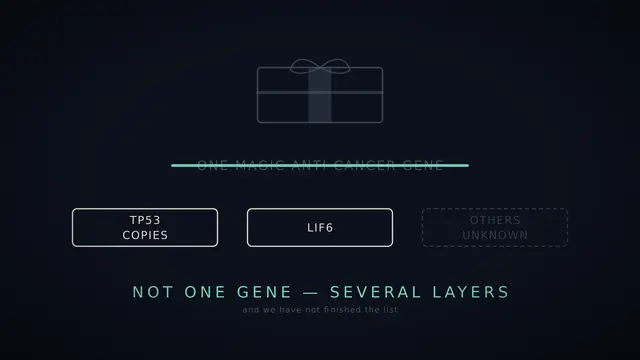 ONE MAGIC ANTI-CANCER GENE
TP53
COPIES
LIF6
OTHERS
UNKNOWN
NOT ONE GENE — SEVERAL LAYERS
and we have not finished the list